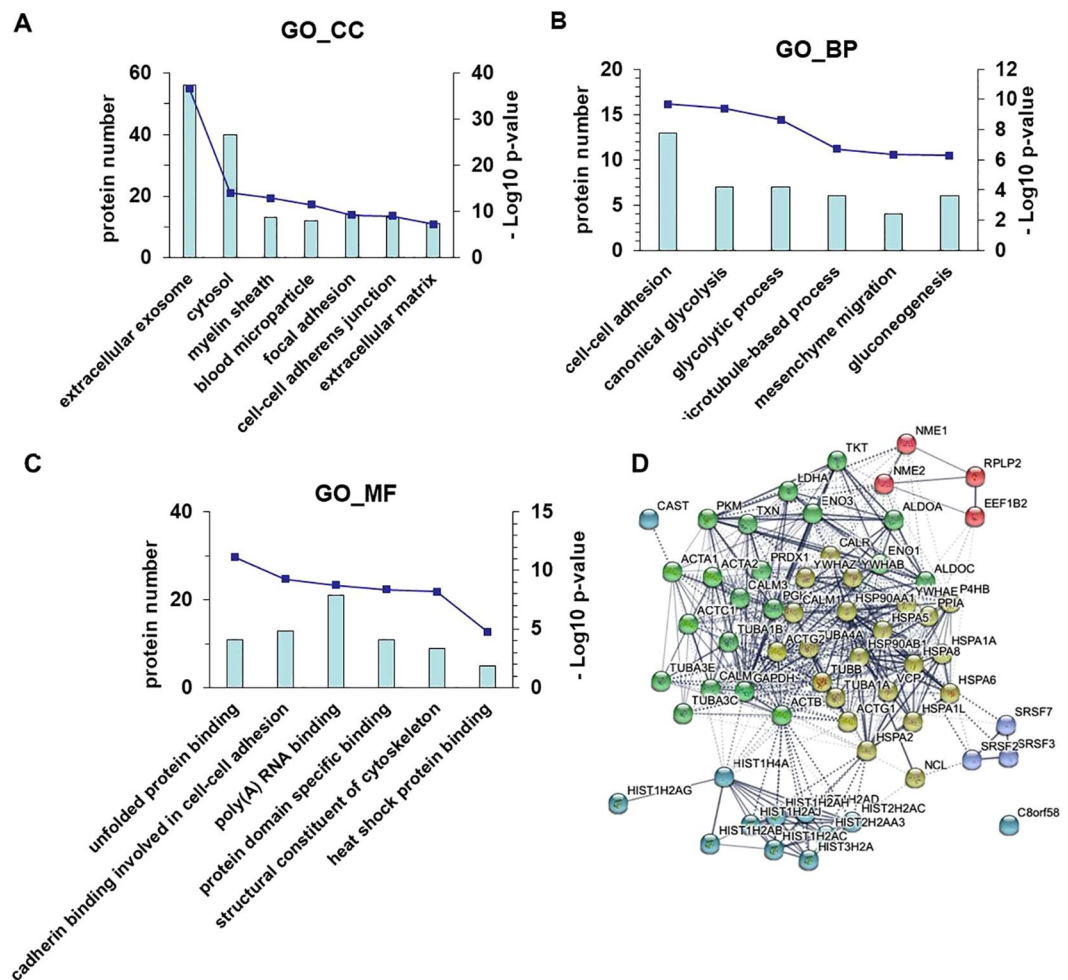 A
GO_CC
60
40
20
0
40
30
20
10
0
protein number
- Log10 p-value
extracellular exosome
cytosol
myelin sheath
blood microparticle
focal adhesion
cell-cell adherens junction
extracellular matrix
B
GO_BP
20
15
10
5
0
12
10
8
6
4
2
0
protein number
- Log10 p-value
cell-cell adhesion
canonical glycolysis
glycolytic process
icrotubule-based process
mesenchyme migration
gluconeogenesis
C
GO_MF
40
20
0
15
10
5
0
protein number
- Log10 p-value
unfolded protein binding
cadherin binding involved in cell-cell adhesion
poly(A) RNA binding
protein domain specific binding
structural constituent of cytoskeleton
heat shock protein binding
D
NME1
TKT
NME2
RPLP2
LDHA
ENO3
ALDOA
EEF1B2
CAST
PKM
TXN
CALR
ENO1
ACTA1
ACTA2
PRDX1
YWHAZ
YWHAB
ALDOC
CALM3
CALM1
HSP90AA1
YWHAE
P4HB
PPIA
ACTC1
HSPA5
TUBA1B
ACTG2
UBA4A
HSP90AB1
HSPA1A
HSPA8
TUBA3E
CALM
GAPDH
TUBB
TUBA1A
VCP
HSPA6
TUBA3C
ACTB
ACTG1
HSPA1L
HSPA2
SRSF7
SRSF2
SRSF3
NCL
HIST1H4A
HIST1H2AG
HIST1H2AH
HIST1H2AJ
HIST2H2AC
HIST2H2AA3
HIST1H2AB
HIST1H2AC
HIST3H2A
C8orf58